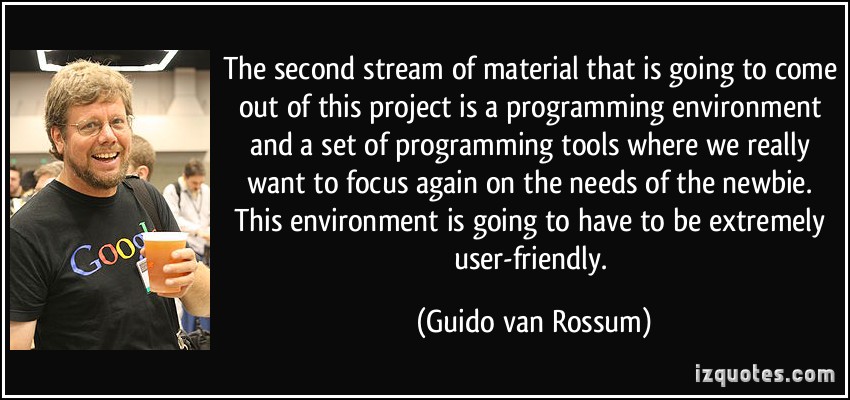 The second stream of material that is going to come
out of this project is a programming environment
and a set of programming tools where we really
want to focus again on the needs of the newbie.
This environment is going to have to be extremely
user-friendly.
(Guido van Rossum)
Google
izquotes.com